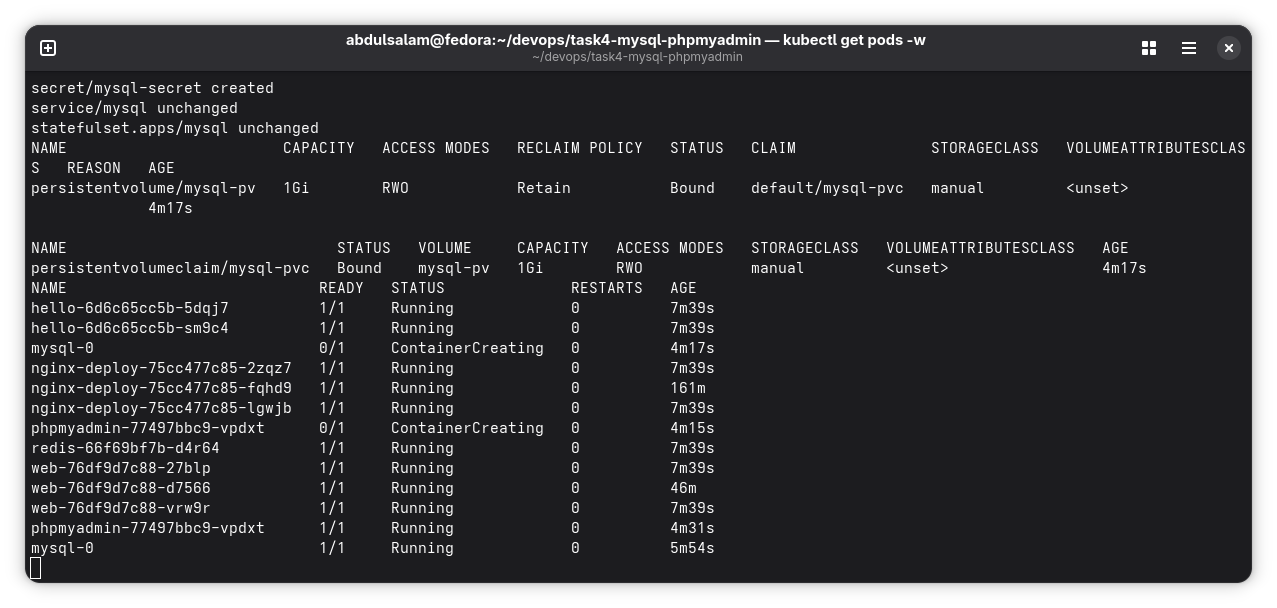 abdulsalam@fedora:~/devops/task4-mysql-phpmyadmin — kubectl get pods -w
~/devops/task4-mysql-phpmyadmin
secret/mysql-secret created
service/mysql unchanged
statefulset.apps/mysql unchanged
NAME                        CAPACITY   ACCESS MODES   RECLAIM POLICY   STATUS   CLAIM               STORAGECLASS   VOLUMEATTRIBUTESCLAS
S   REASON   AGE
persistentvolume/mysql-pv   1Gi        RWO            Retain           Bound    default/mysql-pvc   manual         <unset>
             4m17s
NAME                              STATUS   VOLUME     CAPACITY   ACCESS MODES   STORAGECLASS   VOLUMEATTRIBUTESCLASS   AGE
persistentvolumeclaim/mysql-pvc   Bound    mysql-pv   1Gi        RWO            manual         <unset>                 4m17s
NAME                            READY   STATUS              RESTARTS   AGE
hello-6d6c65cc5b-5dqj7          1/1     Running             0          7m39s
hello-6d6c65cc5b-sm9c4          1/1     Running             0          7m39s
mysql-0                         0/1     ContainerCreating   0          4m17s
nginx-deploy-75cc477c85-2zqz7   1/1     Running             0          7m39s
nginx-deploy-75cc477c85-fqhd9   1/1     Running             0          161m
nginx-deploy-75cc477c85-lgwjb   1/1     Running             0          7m39s
phpmyadmin-77497bbc9-vpdxt      0/1     ContainerCreating   0          4m15s
redis-66f69bf7b-d4r64           1/1     Running             0          7m39s
web-76df9d7c88-27blp            1/1     Running             0          7m39s
web-76df9d7c88-d7566            1/1     Running             0          46m
web-76df9d7c88-vrw9r            1/1     Running             0          7m39s
phpmyadmin-77497bbc9-vpdxt      1/1     Running             0          4m31s
mysql-0                         1/1     Running             0          5m54s